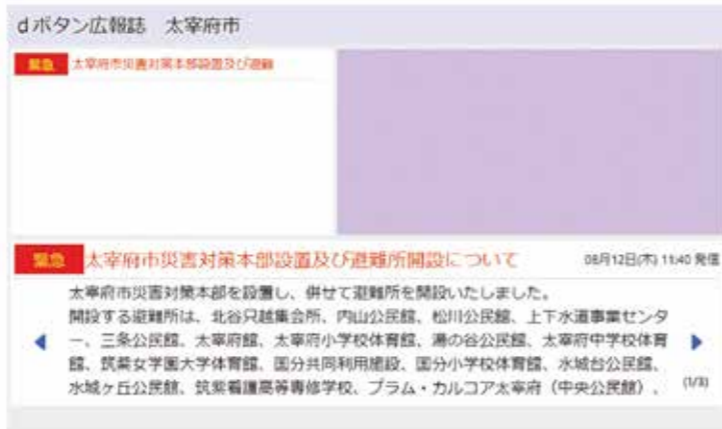 dボタン広報誌　太宰府市
緊急 太宰府市災害対策本部設置及び避難
緊急 太宰府市災害対策本部設置及び避難所開設について 08月12日(木) 11:40 発信
太宰府市災害対策本部を設置し、併せて避難所を開設いたしました。
開設する避難所は、北谷只越集会所、内山公民館、松川公民館、上下水道事業センタ
ー、三条公民館、太宰府館、太宰府小学校体育館、湯の谷公民館、太宰府中学校体育
館、筑紫女学園大学体育館、国分共同利用施設、国分小学校体育館、水城台公民館、
水城ヶ丘公民館、筑紫看護高等専修学校、プラム・カルコア太宰府（中央公民館）、
(1/3)